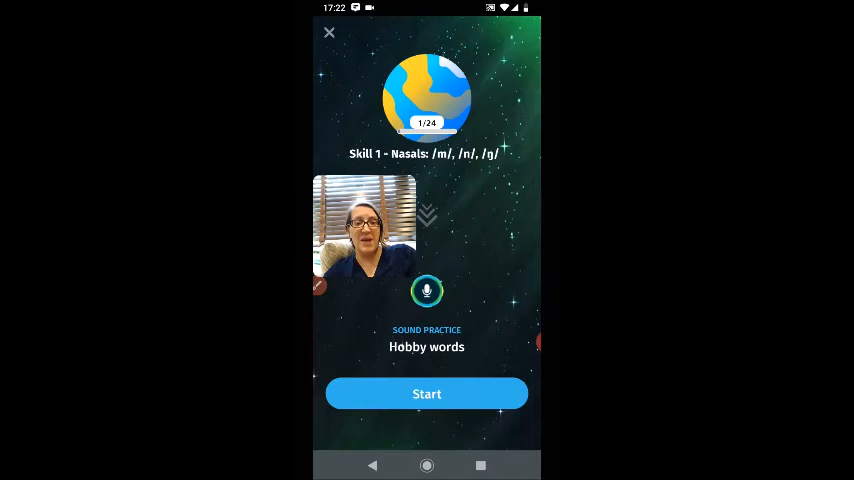 17:22
1/24
Skill 1 - Nasals: /m/, /n/, /ŋ/
SOUND PRACTICE
Hobby words
Start